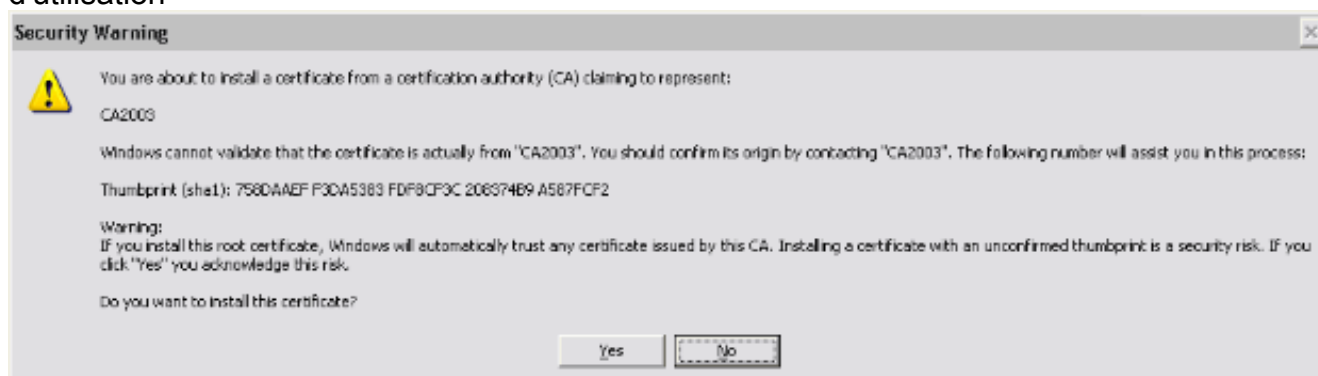 d'utilisation
Security Warning
You are about to install a certificate from a certification authority (CA) claiming to represent:
CA2003
Windows cannot validate that the certificate is actually from "CA2003". You should confirm its origin by contacting "CA2003". The following number will assist you in this process:
Thumbprint (sha1): 758DAAEF F3DA5383 FDF8CF3C 208374B9 A587FCF2
Warning:
If you install this root certificate, Windows will automatically trust any certificate issued by this CA. Installing a certificate with an unconfirmed thumbprint is a security risk. If you
click "Yes" you acknowledge this risk.
Do you want to install this certificate?
Yes No